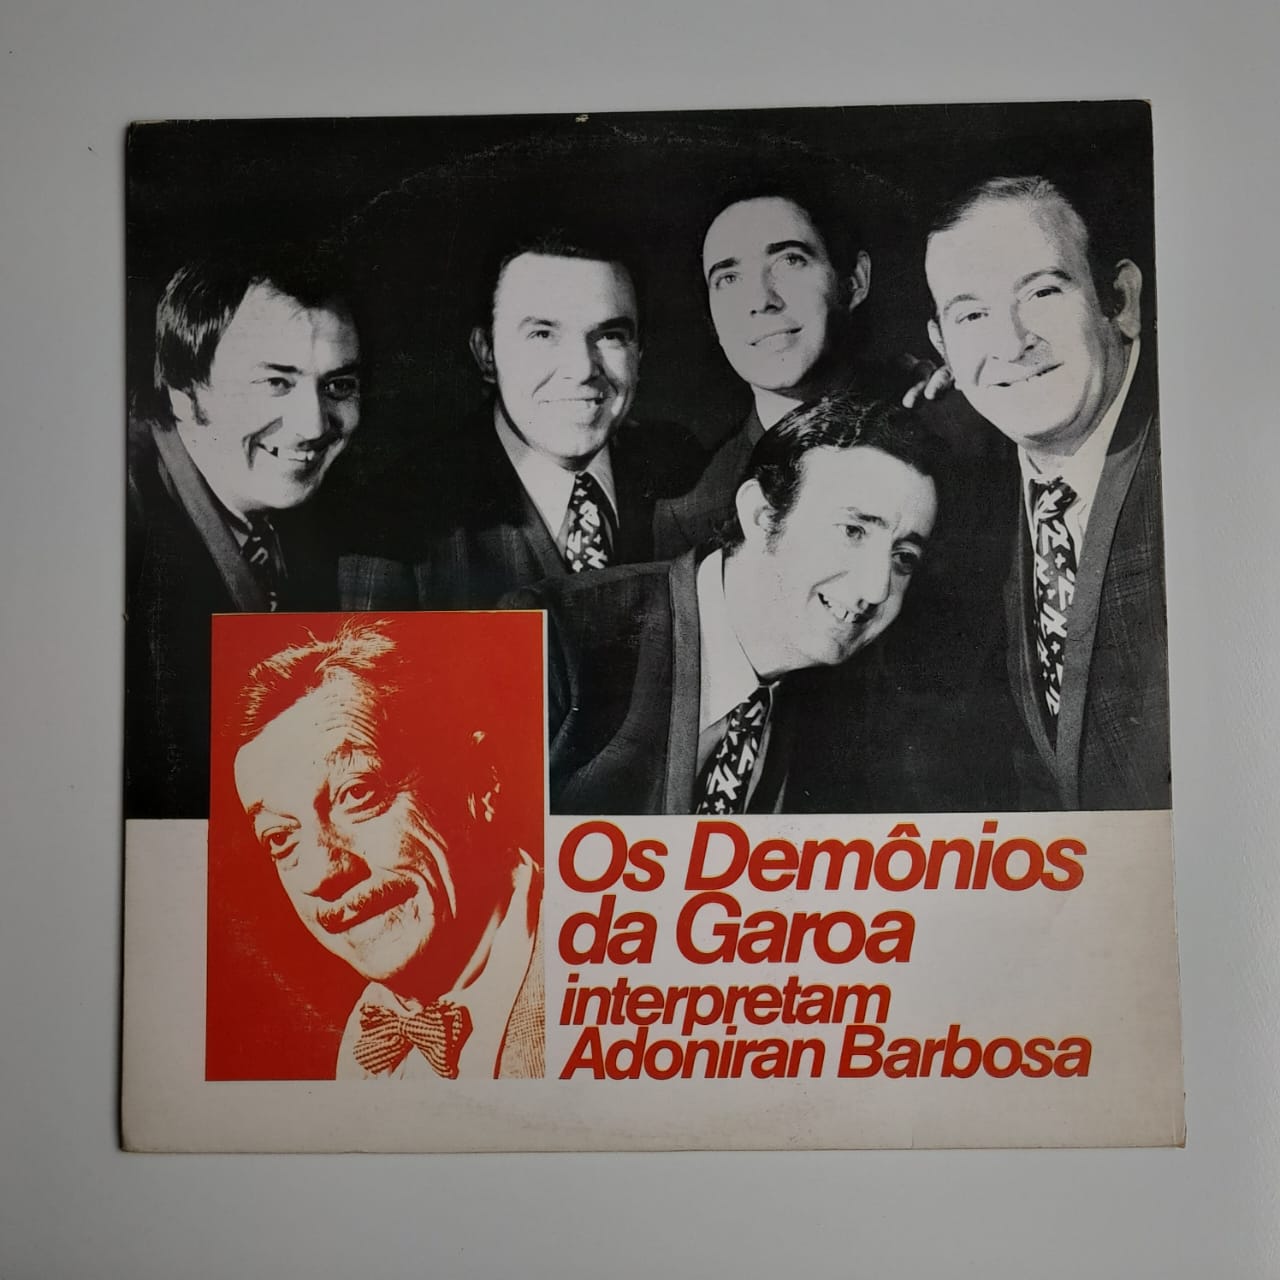 Os Demônios
da Garoa
interpretam
Adoniran Barbosa